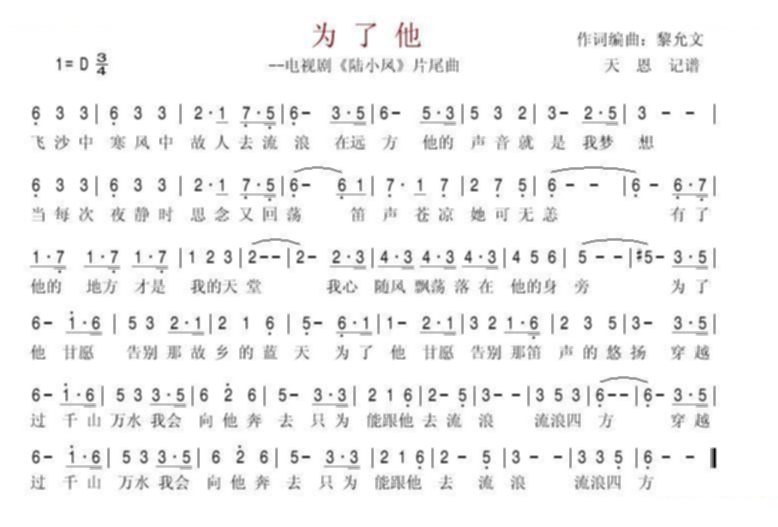 为了他
作词编曲：黎允文
1=D 3/4
--电视剧《陆小凤》片尾曲
天恩 记谱
6 3 3 | 6 3 3 | 2·1 7·5 | 6- 3·5 | 6- 5·3 | 5 3 2 | 3- 2·5 | 3 - - |
飞沙中 寒风中 故人去流浪 在远方 他的声音就是我梦想
6 3 3 | 6 3 3 | 2·1 7·5 | 6- 6 1 | 7·1 7 | 2 7 5 | 6 - - | 6- 6·7 |
当每次 夜静时 思念又回荡 笛声苍凉她可无恙 有了
1·7 1·7 1·7 | 1 2 3 | 2 - - | 2- 2·3 | 4·3 4·3 4·3 | 4 5 6 | 5 - - | #5- 3·5 |
他的 地方 才是 我的天堂 我心 随风飘荡落在他的身旁 为了
6- 1·6 | 5 3 2·1 | 2 1 6 | 5- 6·1 | 1- 2·1 | 3 2 1·6 | 2 3 5 | 3- 3·5 |
他 甘愿 告别那故乡的蓝天 为了他 甘愿告别那笛声的悠扬 穿越
6- 1·6 | 5 5 3·5 | 6 2 6 | 5- 3·5 | 2 1 6 | 2- 5 | 3 - - | 3 5 3 | 6 - - | 6- 3·5 |
过 千山 万水 我会 向他奔去 只为 能跟他去流浪 流浪四方 穿越
6- 1·6 | 5 5 3·5 | 6 2 6 | 5- 3·5 | 2 1 6 | 2- 5 | 3 - - | 3 3 5 | 6 - - ‖
过 千山 万水 我会 向他奔去 只为 能跟他去 流浪 流浪四方